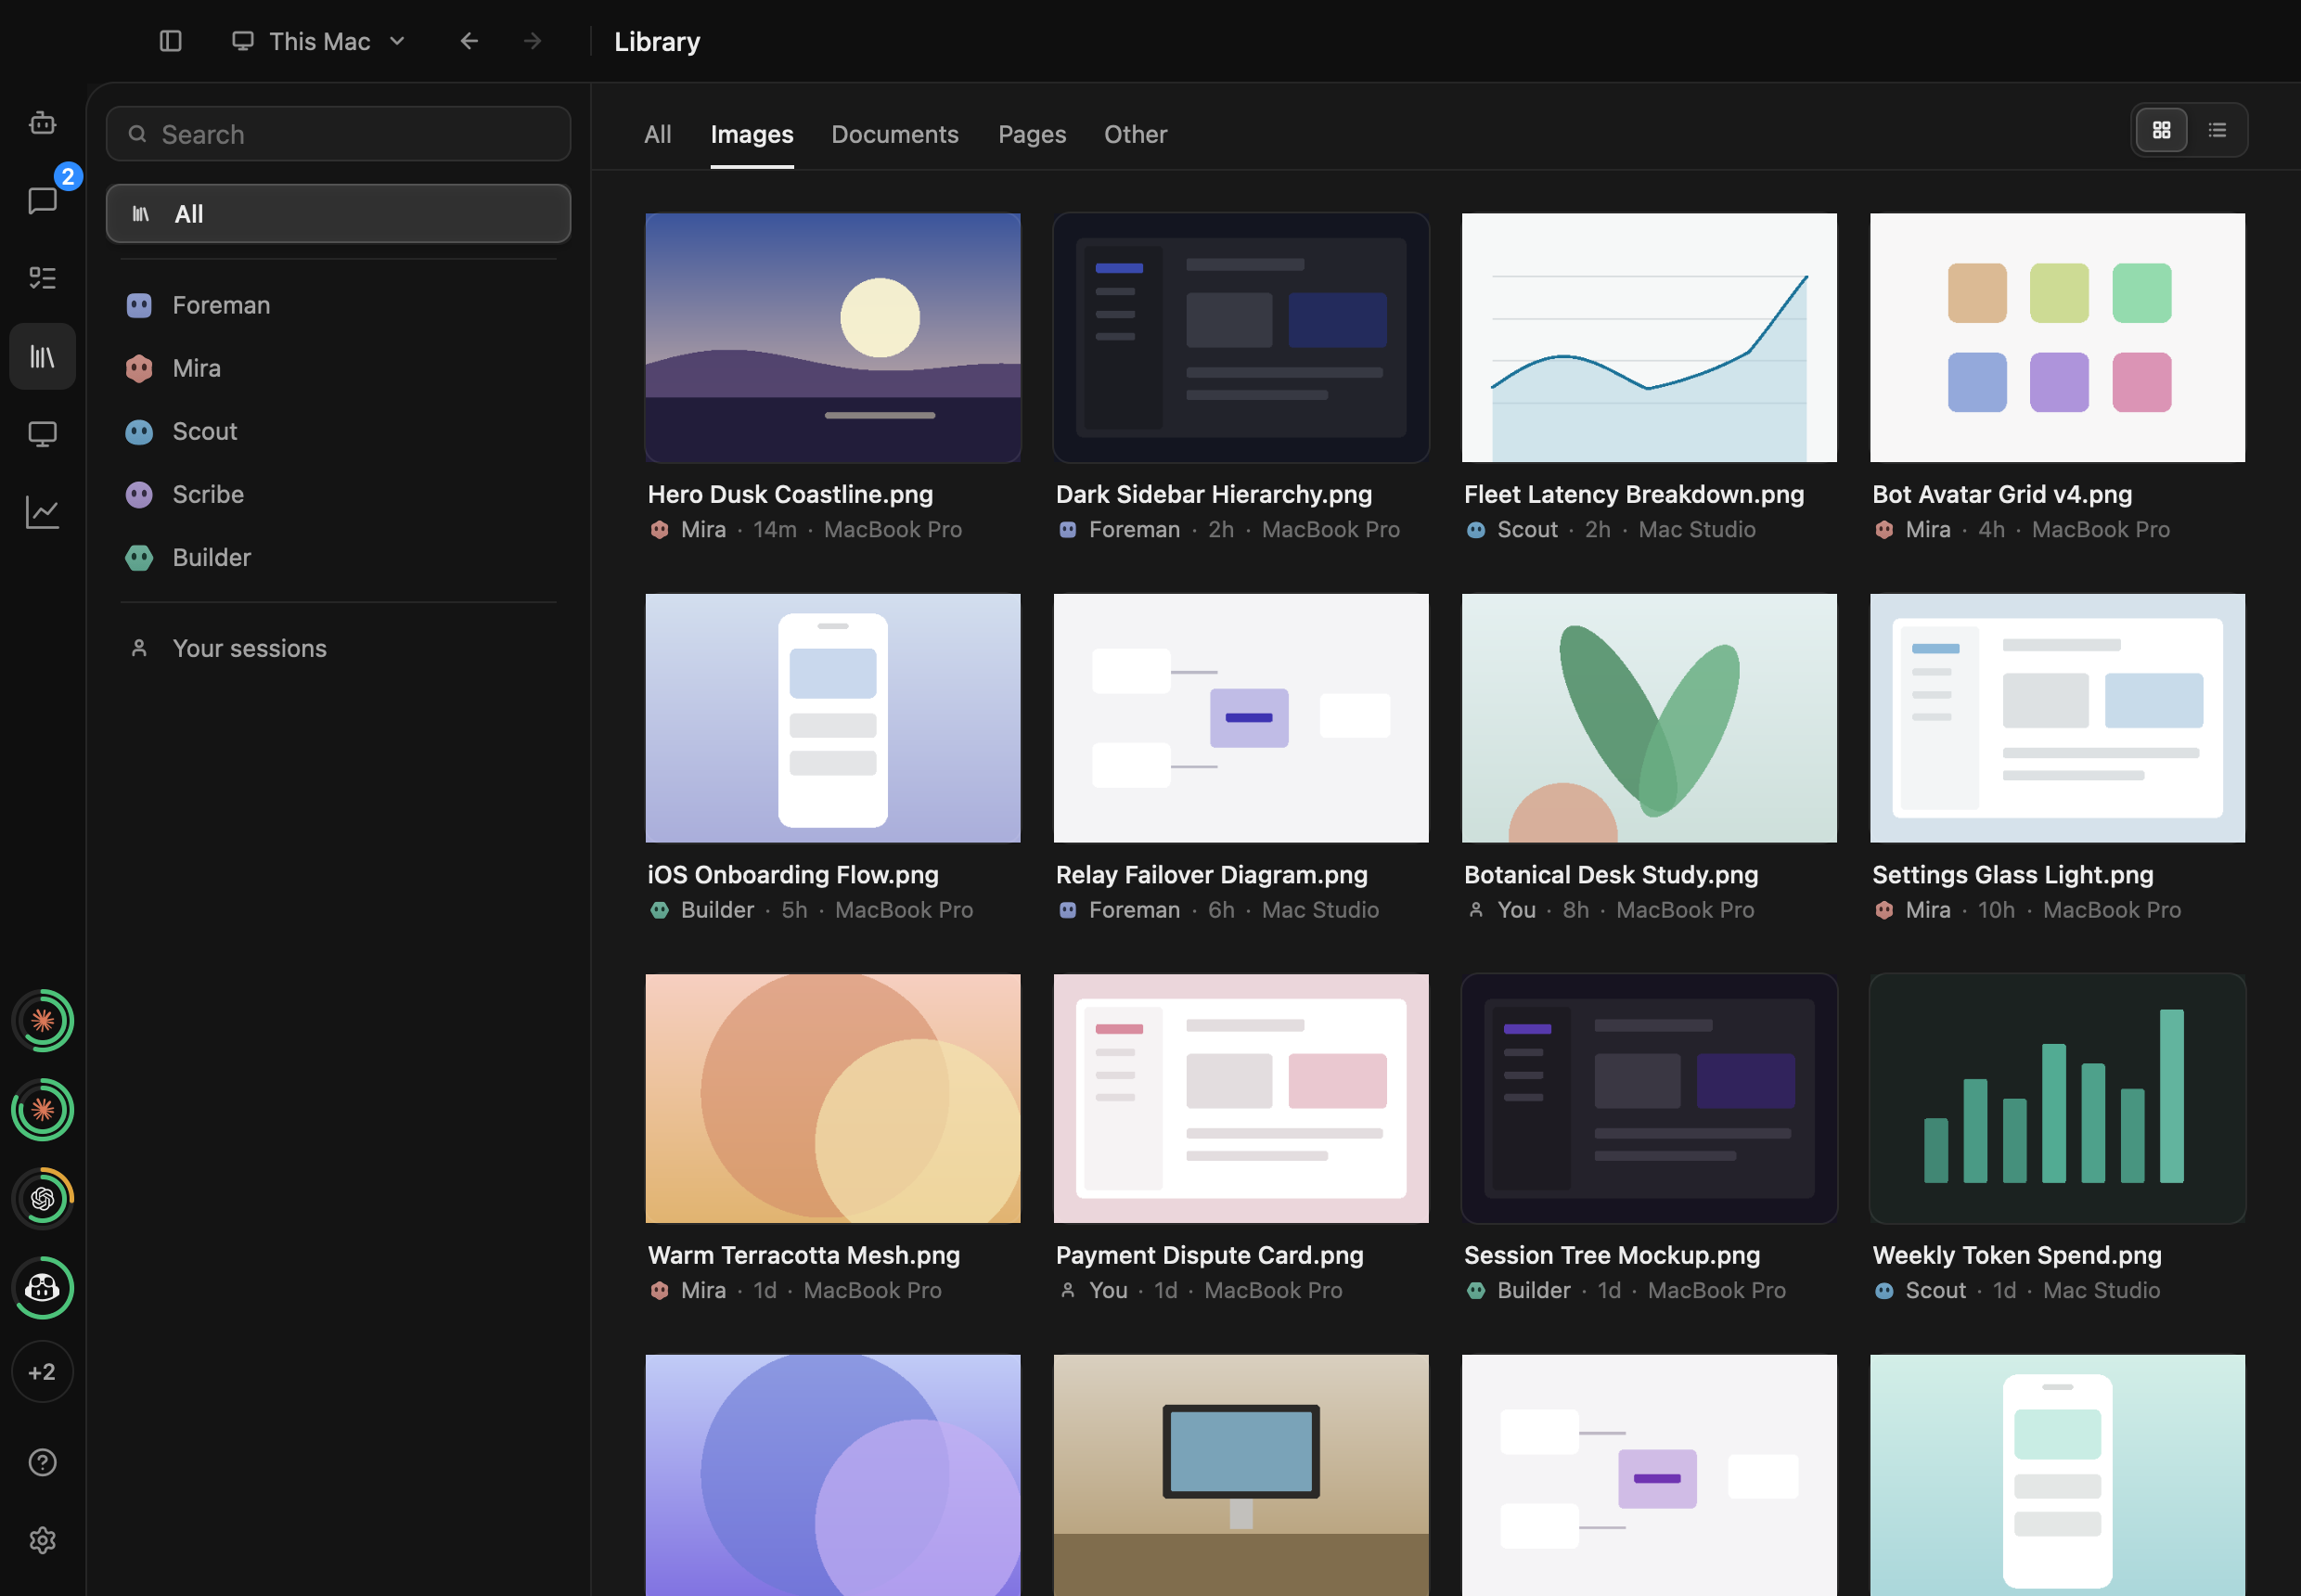 This Mac
Library
2
Search
All
Foreman
Mira
Scout
Scribe
Builder
Your sessions
+2
All Images Documents Pages Other
Hero Dusk Coastline.png
Mira · 14m · MacBook Pro
Dark Sidebar Hierarchy.png
Foreman · 2h · MacBook Pro
Fleet Latency Breakdown.png
Scout · 2h · Mac Studio
Bot Avatar Grid v4.png
Mira · 4h · MacBook Pro
iOS Onboarding Flow.png
Builder · 5h · MacBook Pro
Relay Failover Diagram.png
Foreman · 6h · Mac Studio
Botanical Desk Study.png
You · 8h · MacBook Pro
Settings Glass Light.png
Mira · 10h · MacBook Pro
Warm Terracotta Mesh.png
Mira · 1d · MacBook Pro
Payment Dispute Card.png
You · 1d · MacBook Pro
Session Tree Mockup.png
Builder · 1d · MacBook Pro
Weekly Token Spend.png
Scout · 1d · Mac Studio